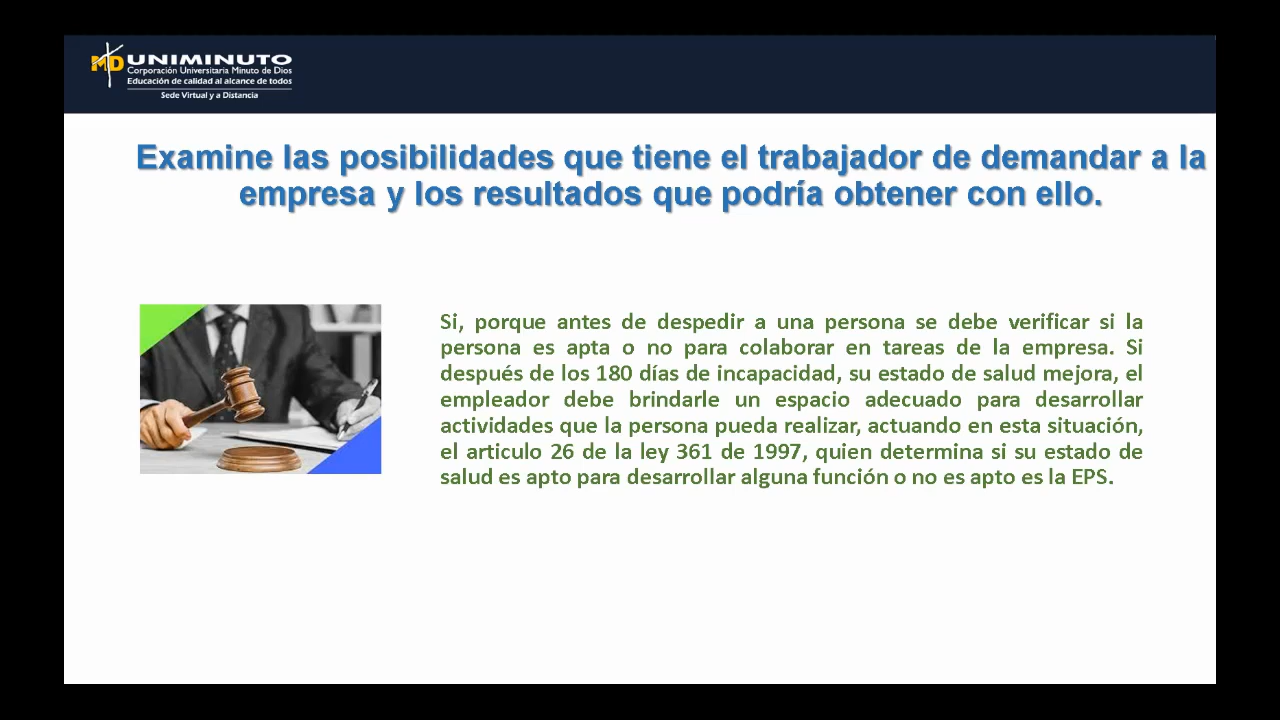 MD UNIMINUTO
Corporación Universitaria Minuto de Dios
Educación de calidad al alcance de todos
Sede Virtual y a Distancia
Examine las posibilidades que tiene el trabajador de demandar a la
empresa y los resultados que podría obtener con ello.
Si, porque antes de despedir a una persona se debe verificar si la
persona es apta o no para colaborar en tareas de la empresa. Si
después de los 180 días de incapacidad, su estado de salud mejora, el
empleador debe brindarle un espacio adecuado para desarrollar
actividades que la persona pueda realizar, actuando en esta situación,
el articulo 26 de la ley 361 de 1997, quien determina si su estado de
salud es apto para desarrollar alguna función o no es apto es la EPS.